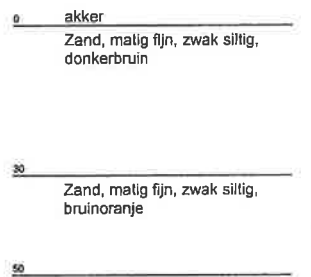 0 akker
Zand, matig fijn, zwak siltig,
donkerbruin
30
Zand, matig fijn, zwak siltig,
bruinoranje
50